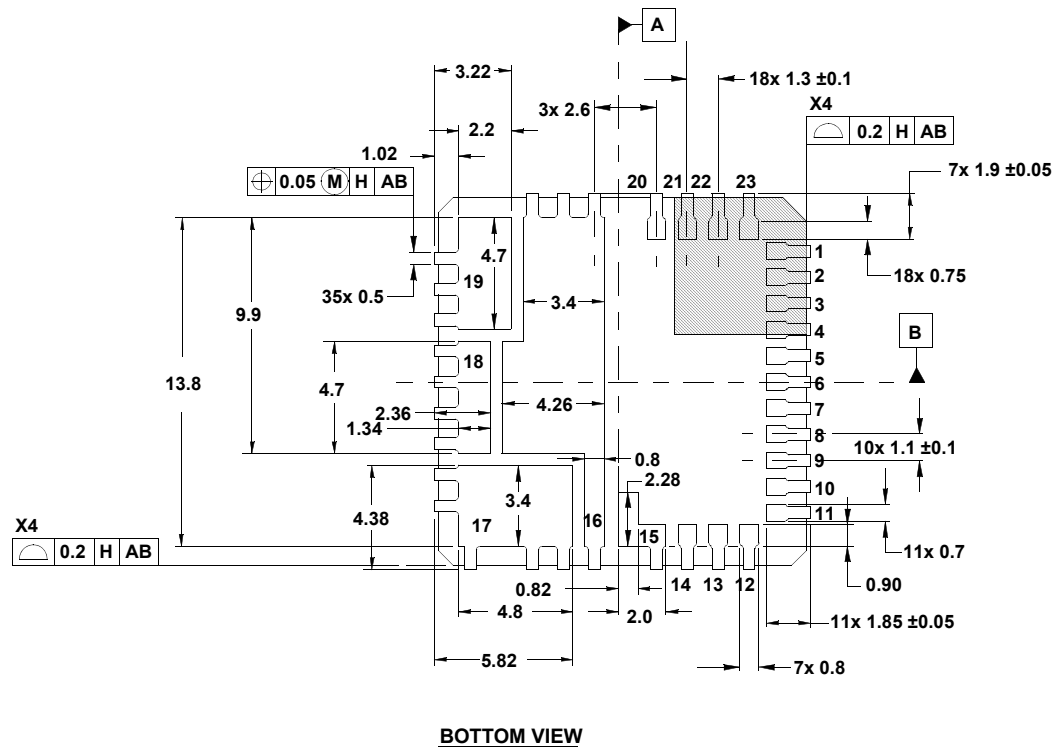 A
3.22
18x 1.3 ±0.1
3x 2.6
X4
2.2
0.2 H AB
1.02
7x 1.9 ±0.05
0.05 M H AB
20 21 22 23
1
4.7
2
19
18x 0.75
35x 0.5
3.4
3
9.9
4
B
5
18
13.8
6
4.7
4.26
7
2.36
1.34
8
10x 1.1 ±0.1
0.8
9
2.28
10
3.4
4.38
16
11
X4
17
15
0.2 H AB
11x 0.7
0.82
14 13 12
0.90
4.8
2.0
11x 1.85 ±0.05
5.82
7x 0.8
BOTTOM VIEW